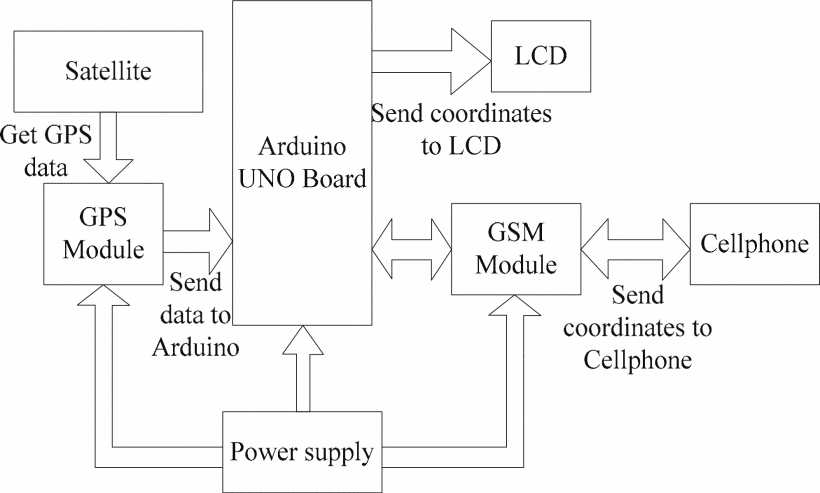 Satellite
Get GPS
data
GPS
Module
Send
data to
Arduino
Arduino
UNO Board
LCD
Send coordinates
to LCD
GSM
Module
Cellphone
Send
coordinates to
Cellphone
Power supply